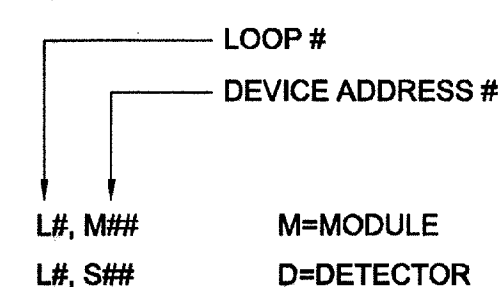 LOOP #
DEVICE ADDRESS #
L#, M## M=MODULE
L#, S## D=DETECTOR